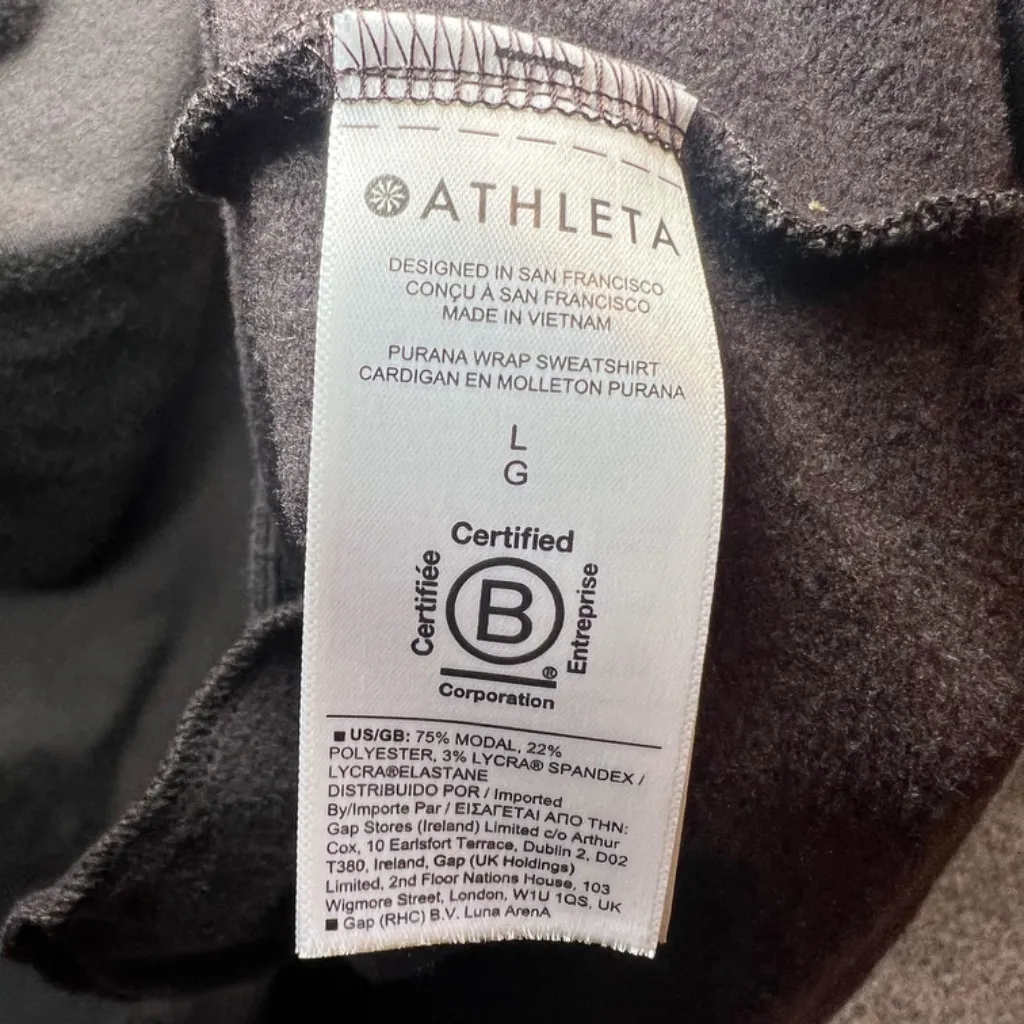 ATHLETA
DESIGNED IN SAN FRANCISCO
CONÇU À SAN FRANCISCO
MADE IN VIETNAM
PURANA WRAP SWEATSHIRT
CARDIGAN EN MOLLETON PURANA
L
G
Certified
Certifiée
B
Entreprise
®
Corporation
■ US/GB: 75% MODAL, 22%
POLYESTER, 3% LYCRA® SPANDEX /
LYCRA®ELASTANE
DISTRIBUIDO POR / Imported
By/Importe Par / ΕΙΣΑΓΕΤΑΙ ΑΠΟ ΤΗΝ:
Gap Stores (Ireland) Limited c/o Arthur
Cox, 10 Earlsfort Terrace, Dublin 2, D02
T380, Ireland, Gap (UK Holdings)
Limited, 2nd Floor Nations House, 103
Wigmore Street, London, W1U 1QS, UK
■ Gap (RHC) B.V. Luna ArenA